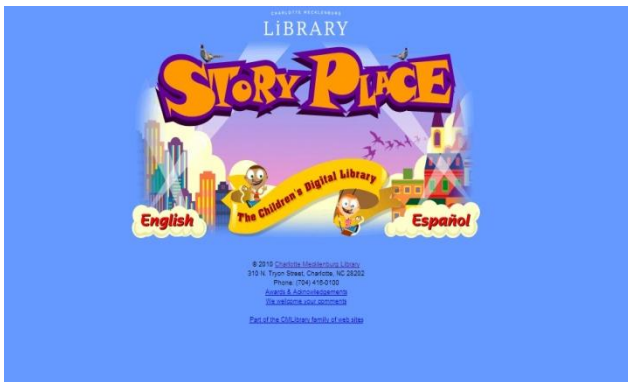 CHARLOTTE MECKLENBURG
LiBRARY
STORY PLACE
The Children's Digital Library
English
Español
© 2010 Charlotte Mecklenburg Library
310 N. Tryon Street, Charlotte, NC 28202
Phone: (704) 416-0100
Awards & Acknowledgements
We welcome your comments
Part of the CMLibrary family of web sites